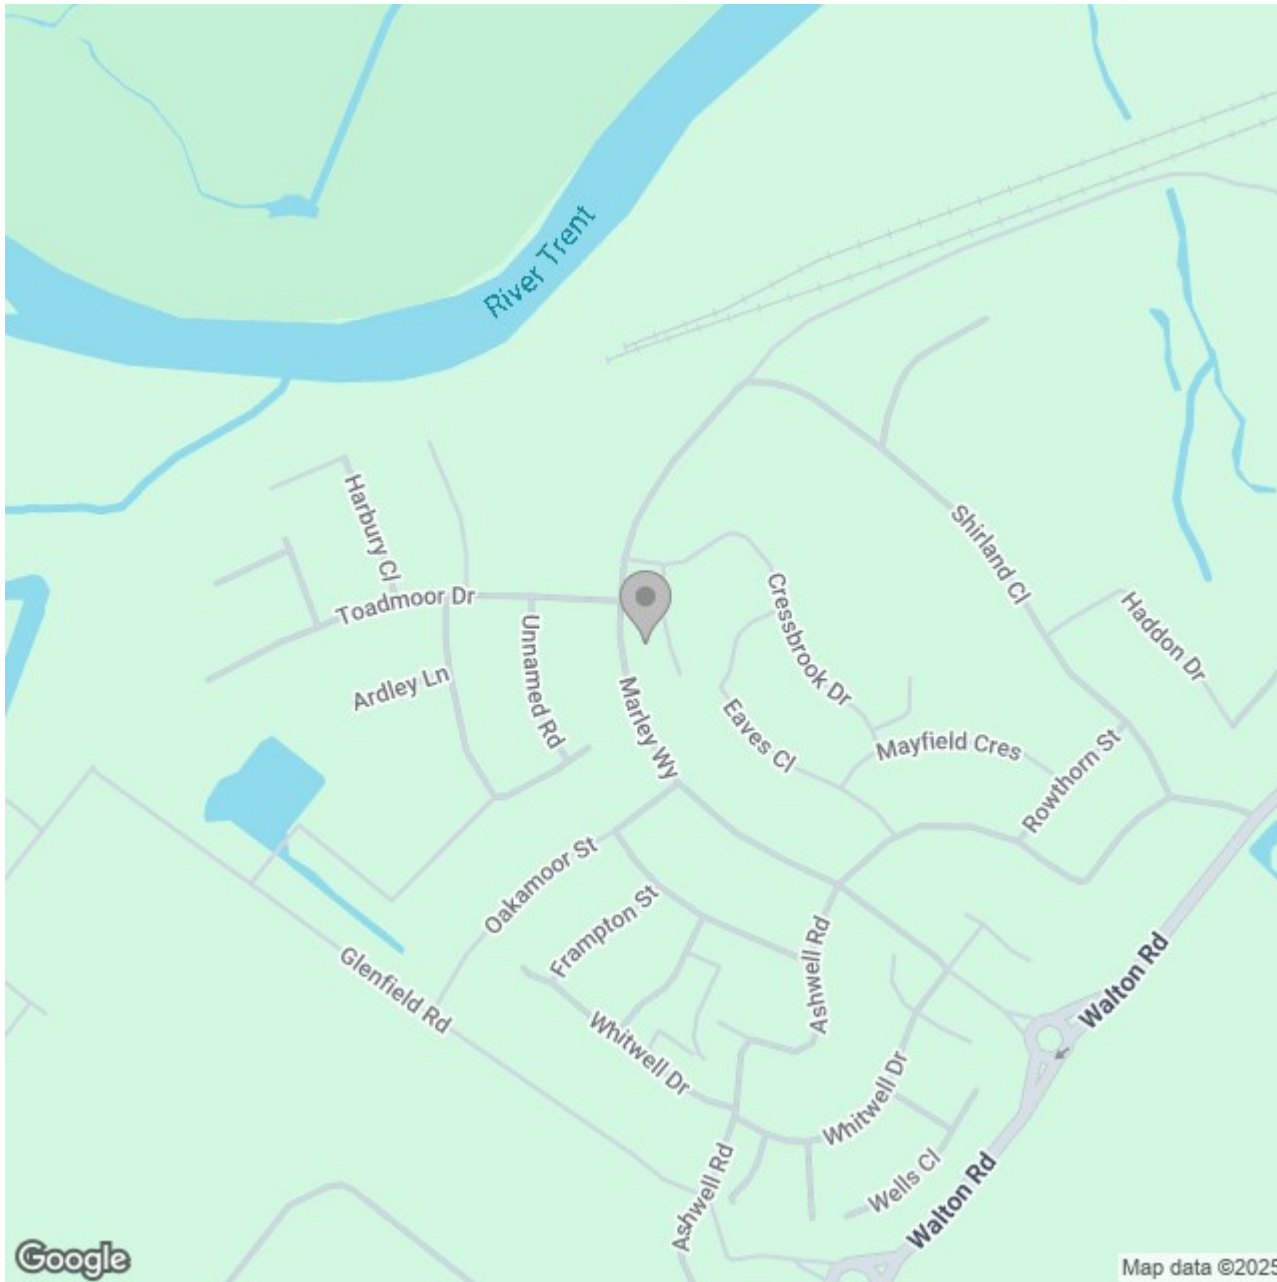 River Trent
Harbury Cl
Shirland Cl
Toadmoor Dr
Cressbrook Dr
Haddon Dr
Unnamed Rd
Ardley Ln
Marley Wy
Eaves Cl
Mayfield Cres
Rowthorn St
Oakamoor St
Frampton St
Ashwell Rd
Walton Rd
Glenfield Rd
Whitwell Dr
Whitwell Dr
Wells Cl
Ashwell Rd
Walton Rd
Google
Map data ©2025